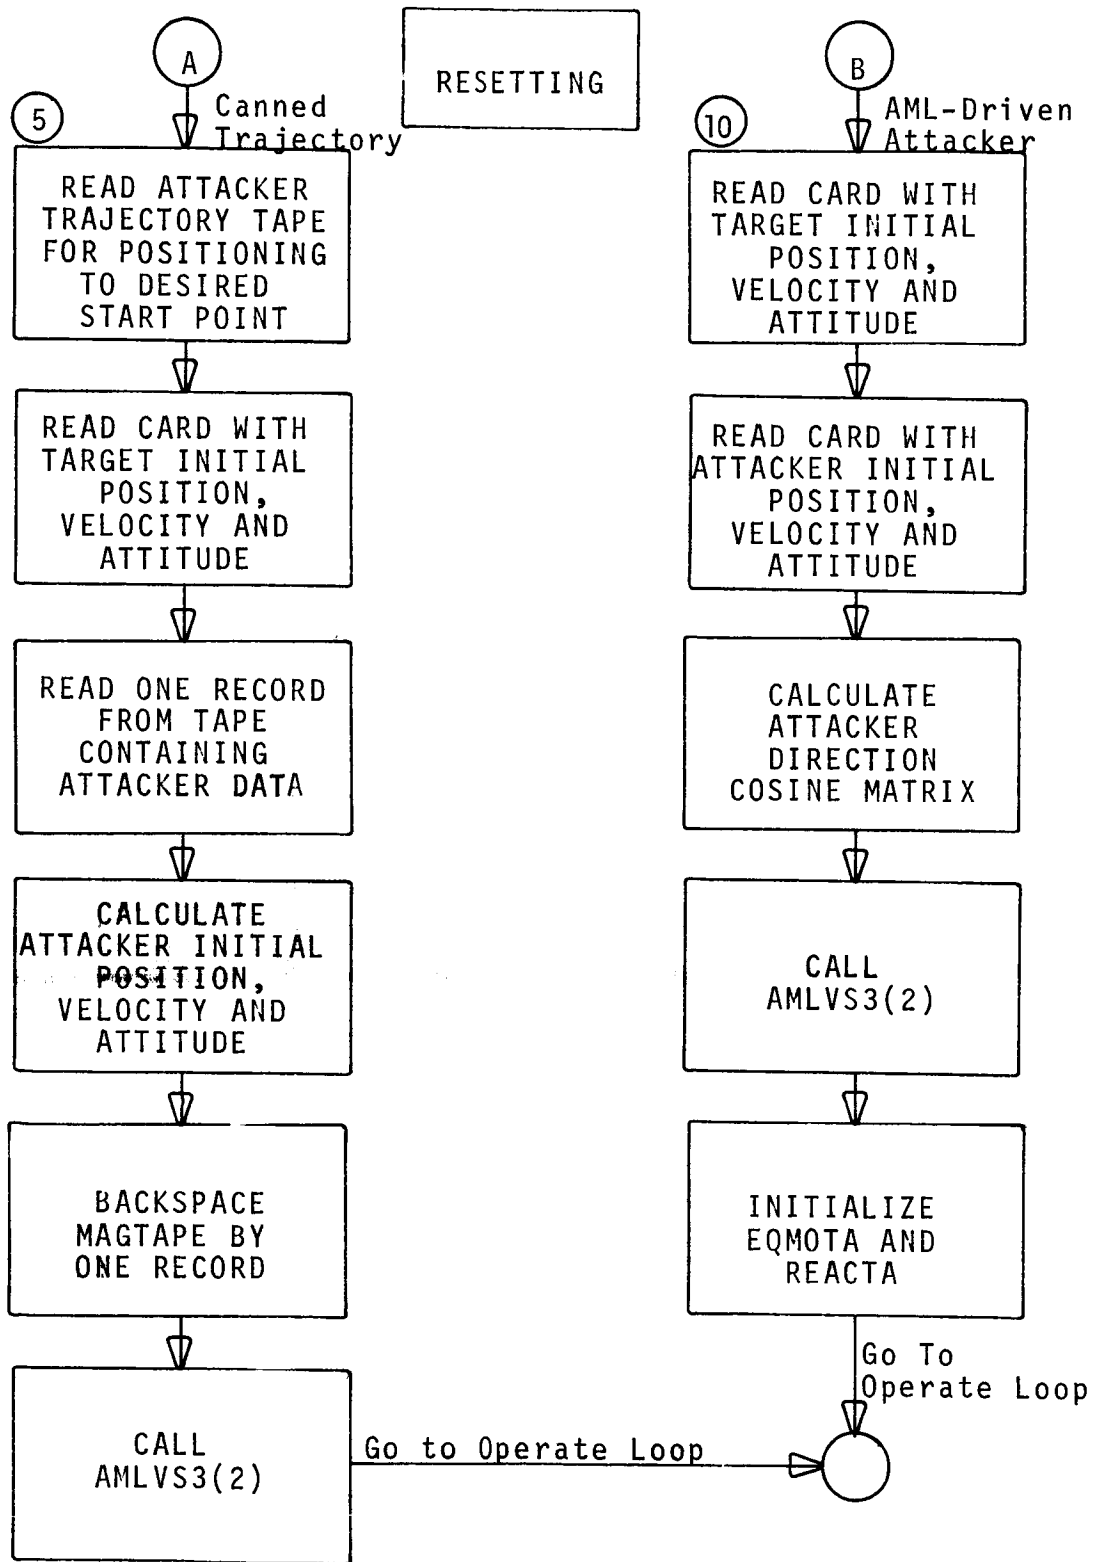 RESETTING
A
5
Canned
Trajectory
READ ATTACKER
TRAJECTORY TAPE
FOR POSITIONING
TO DESIRED
START POINT
READ CARD WITH
TARGET INITIAL
POSITION,
VELOCITY AND
ATTITUDE
READ ONE RECORD
FROM TAPE
CONTAINING
ATTACKER DATA
CALCULATE
ATTACKER INITIAL
POSITION,
VELOCITY AND
ATTITUDE
BACKSPACE
MAGTAPE BY
ONE RECORD
CALL
AMLVS3(2)
Go to Operate Loop
B
10
AML-Driven
Attacker
READ CARD WITH
TARGET INITIAL
POSITION,
VELOCITY AND
ATTITUDE
READ CARD WITH
ATTACKER INITIAL
POSITION,
VELOCITY AND
ATTITUDE
CALCULATE
ATTACKER
DIRECTION
COSINE MATRIX
CALL
AMLVS3(2)
INITIALIZE
EQMOTA AND
REACTA
Go To
Operate Loop